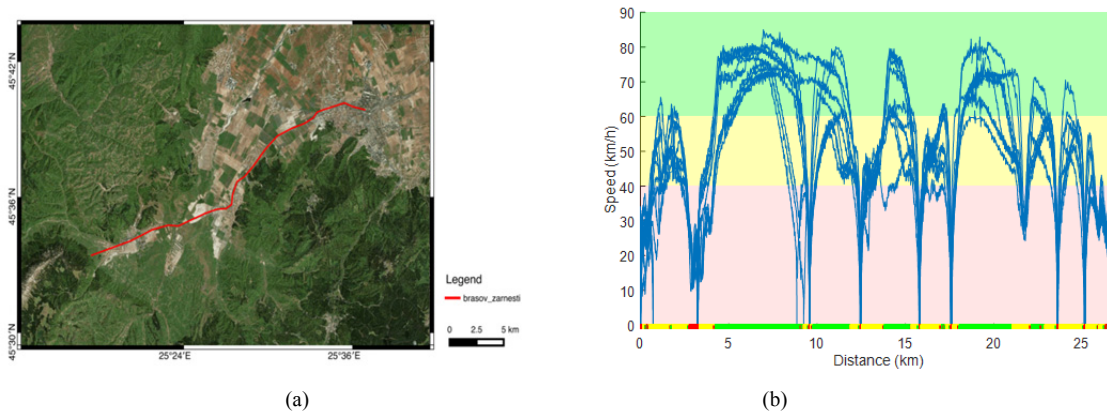 45°42'N
45°36'N
45°30'N
25°24'E
25°36'E
Legend
brasov_zarnesti
0 2.5 5 km
(a)
90
80
70
60
50
40
30
20
10
0
Speed (km/h)
0 5 10 15 20 25
Distance (km)
(b)